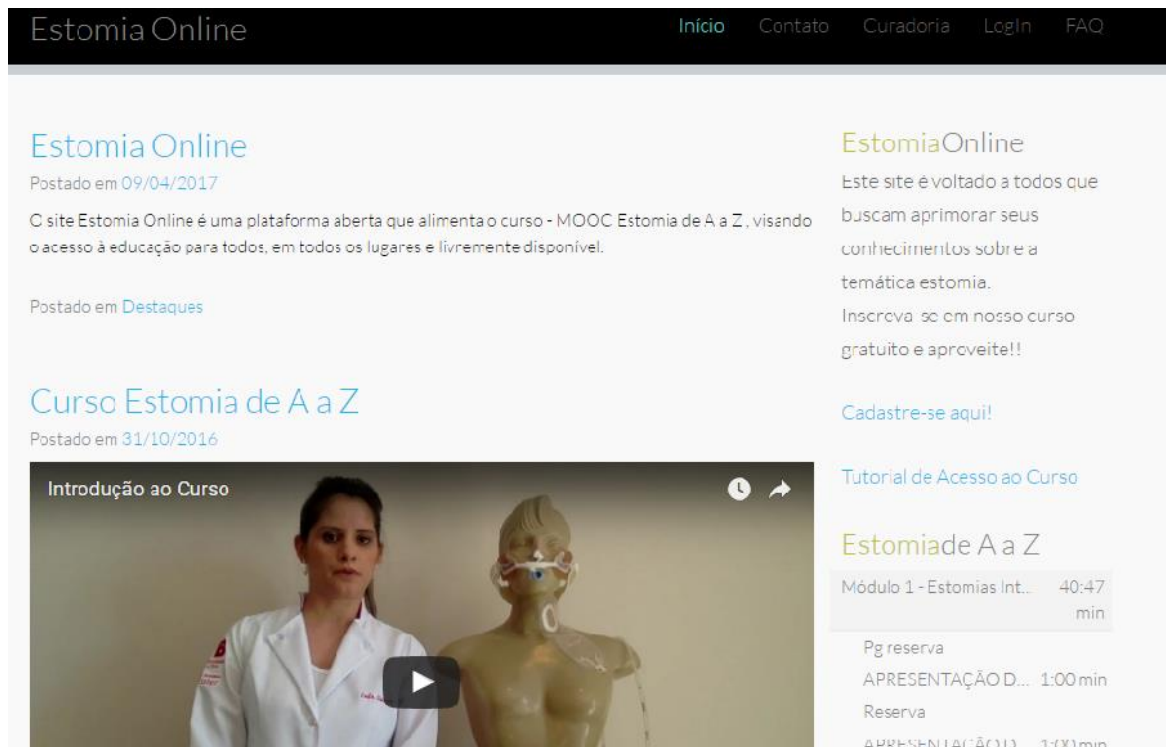 Estomia Online
Início Contato Curadoria LogIn FAQ
Estomia Online
Postado em 09/04/2017
O site Estomia Online é uma plataforma aberta que alimenta o curso - MOOC Estomia de A a Z, visando
o acesso à educação para todos, em todos os lugares e livremente disponível.
Postado em Destaques
Curso Estomia de A a Z
Postado em 31/10/2016
Introdução ao Curso
EstomiaOnline
Este site é voltado a todos que
buscam aprimorar seus
conhecimentos sobre a
temática estomia.
Inscreva-se em nosso curso
gratuito e aproveite!!
Cadastre-se aqui!
Tutorial de Acesso ao Curso
Estomiade A a Z
Módulo 1 - Estomias Int... 40:47
min
Pg reserva
APRESENTAÇÃO D... 1:00 min
Reserva
APRESENTAÇÃO D... 1:00 min